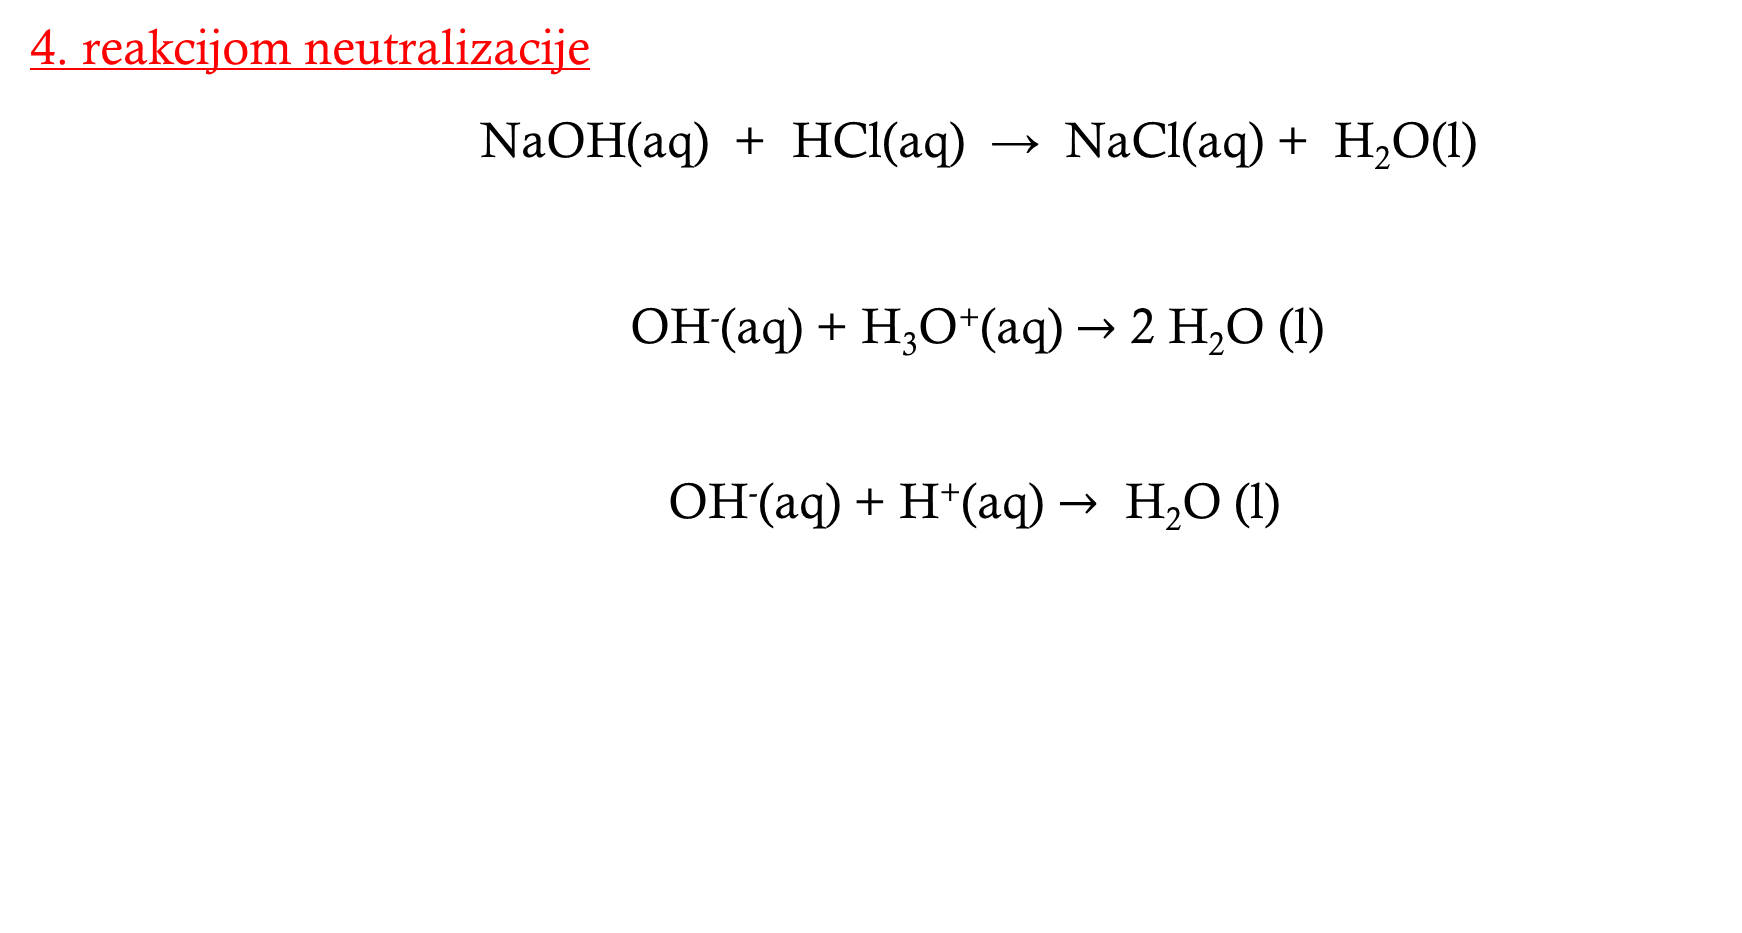 4. reakcijom neutralizacije
NaOH(aq) + HCl(aq) → NaCl(aq) + H₂O(l)
OH⁻(aq) + H₃O⁺(aq) → 2 H₂O (l)
OH⁻(aq) + H⁺(aq) → H₂O (l)